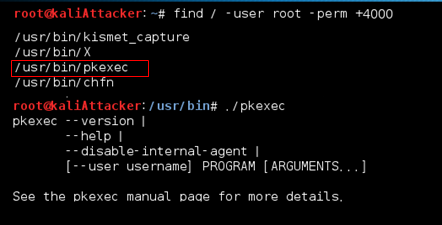 root@kaliAttacker:~# find / -user root -perm +4000
/usr/bin/kismet_capture
/usr/bin/X
/usr/bin/pkexec
/usr/bin/chfn
root@kaliAttacker:/usr/bin# ./pkexec
pkexec --version |
--help |
--disable-internal-agent |
[--user username] PROGRAM [ARGUMENTS...]
See the pkexec manual page for more details.